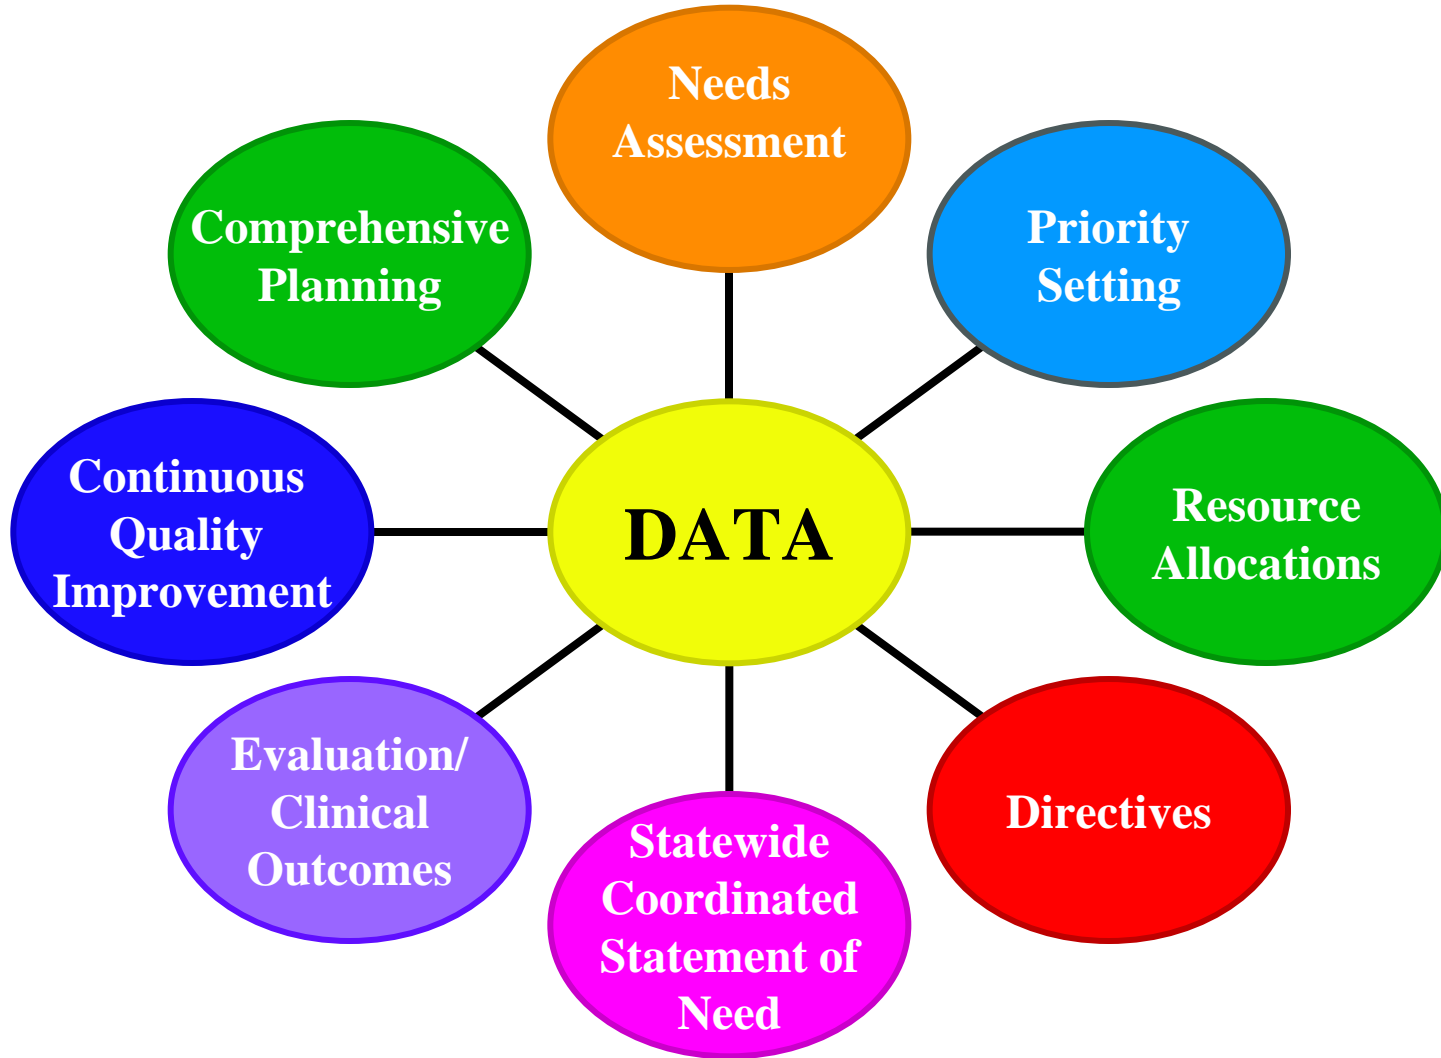 Needs
Assessment
Comprehensive
Planning
Priority
Setting
Continuous
Quality
Improvement
DATA
Resource
Allocations
Evaluation/
Clinical
Outcomes
Directives
Statewide
Coordinated
Statement of
Need